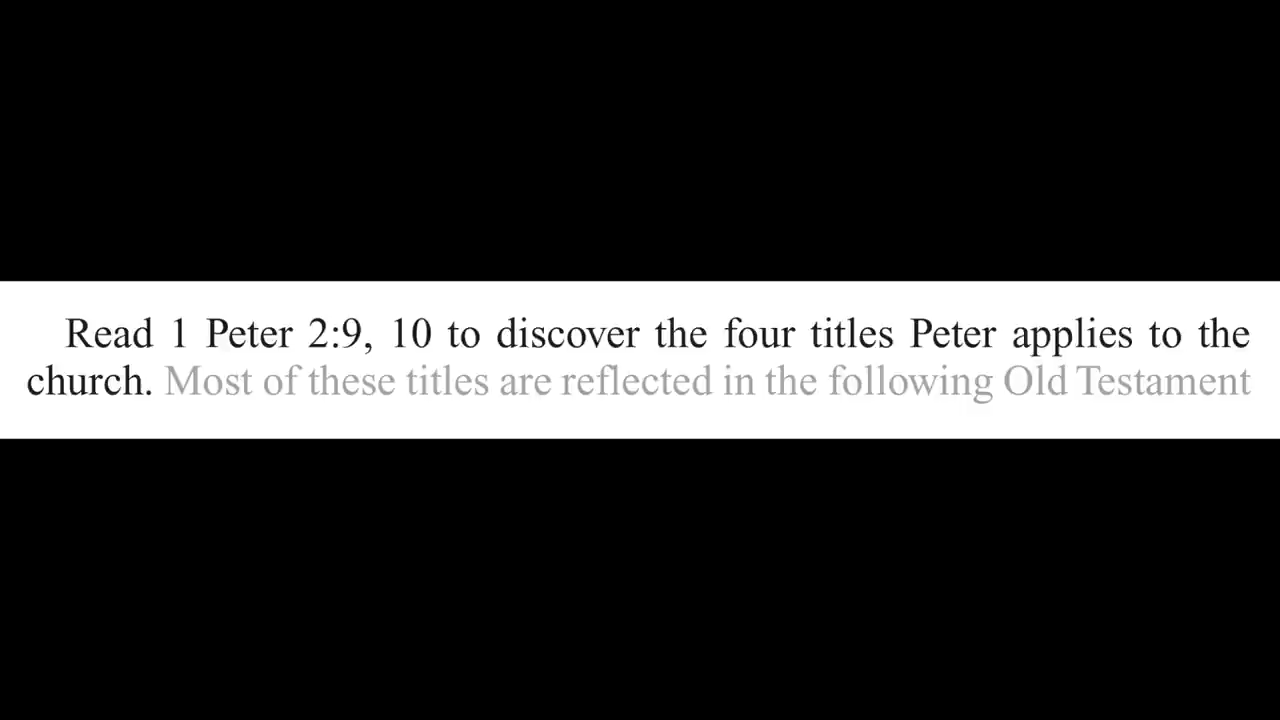 Read 1 Peter 2:9, 10 to discover the four titles Peter applies to the
church. Most of these titles are reflected in the following Old Testament